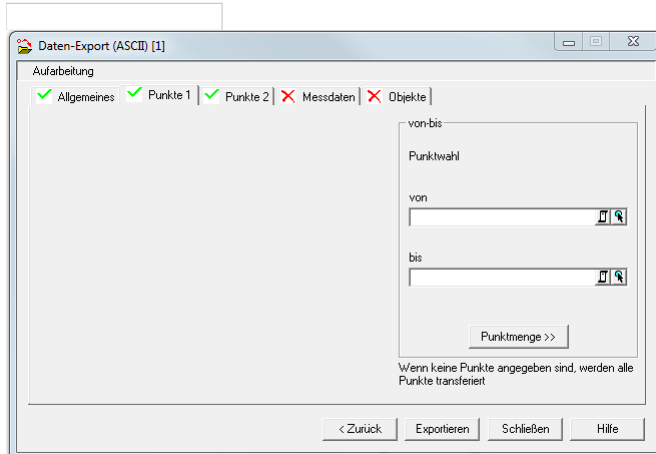 Daten-Export (ASCII) [1]
Aufarbeitung
Allgemeines Punkte 1 Punkte 2 Messdaten Objekte
von-bis
Punktwahl
von
bis
Punktmenge >>
Wenn keine Punkte angegeben sind, werden alle
Punkte transferiert
< Zurück Exportieren Schließen Hilfe